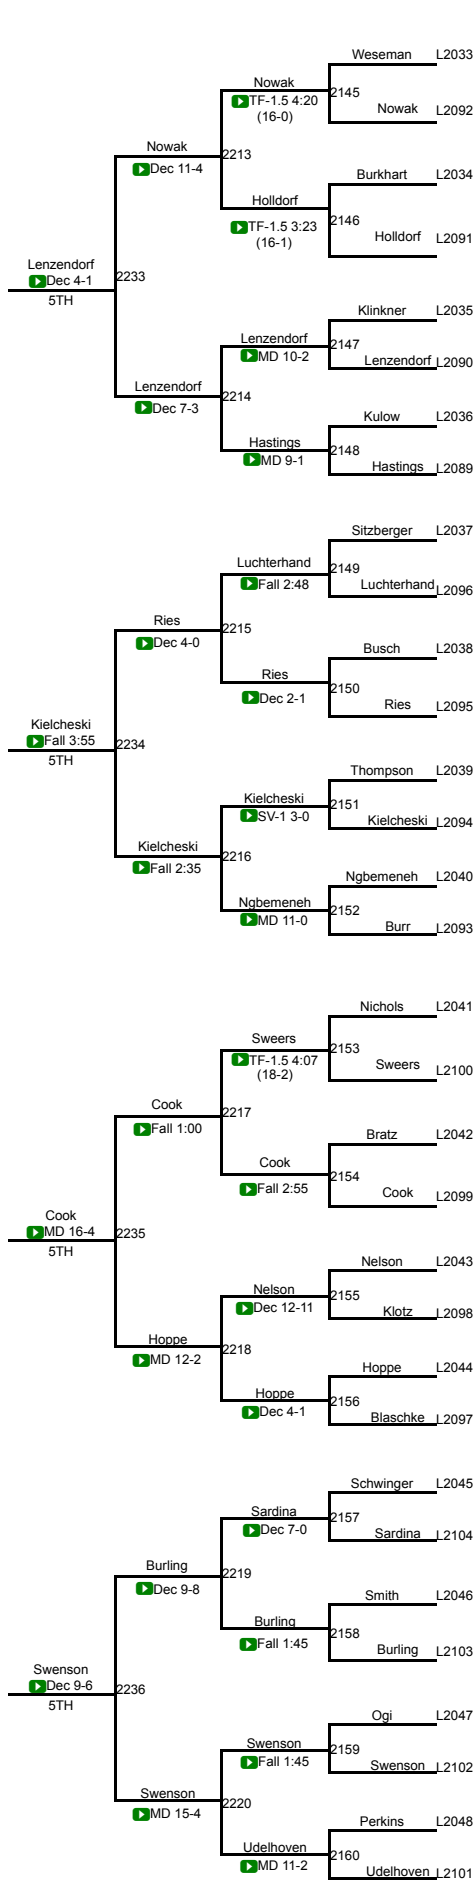 Weseman L2033
Nowak
2145
TF-1.5 4:20
(16-0)
Nowak L2092
Nowak
2213
Dec 11-4
Burkhart L2034
Holldorf
2146
TF-1.5 3:23
(16-1)
Holldorf L2091
Lenzendorf
2233
Dec 4-1
5TH
Klinkner L2035
Lenzendorf
2147
MD 10-2
Lenzendorf L2090
Lenzendorf
2214
Dec 7-3
Kulow L2036
Hastings
2148
MD 9-1
Hastings L2089
Sitzberger L2037
Luchterhand
2149
Fall 2:48
Luchterhand L2096
Ries
2215
Dec 4-0
Busch L2038
Ries
2150
Dec 2-1
Ries L2095
Kielcheski
2234
Fall 3:55
5TH
Thompson L2039
Kielcheski
2151
SV-1 3-0
Kielcheski L2094
Kielcheski
2216
Fall 2:35
Ngbemeneh L2040
Ngbemeneh
2152
MD 11-0
Burr L2093
Nichols L2041
Sweers
2153
TF-1.5 4:07
(18-2)
Sweers L2100
Cook
2217
Fall 1:00
Bratz L2042
Cook
2154
Fall 2:55
Cook L2099
Cook
2235
MD 16-4
5TH
Nelson L2043
Nelson
2155
Dec 12-11
Klotz L2098
Hoppe
2218
MD 12-2
Hoppe L2044
Hoppe
2156
Dec 4-1
Blaschke L2097
Schwinger L2045
Sardina
2157
Dec 7-0
Sardina L2104
Burling
2219
Dec 9-8
Smith L2046
Burling
2158
Fall 1:45
Burling L2103
Swenson
2236
Dec 9-6
5TH
Ogi L2047
Swenson
2159
Fall 1:45
Swenson L2102
Swenson
2220
MD 15-4
Perkins L2048
Udelhoven
2160
MD 11-2
Udelhoven L2101